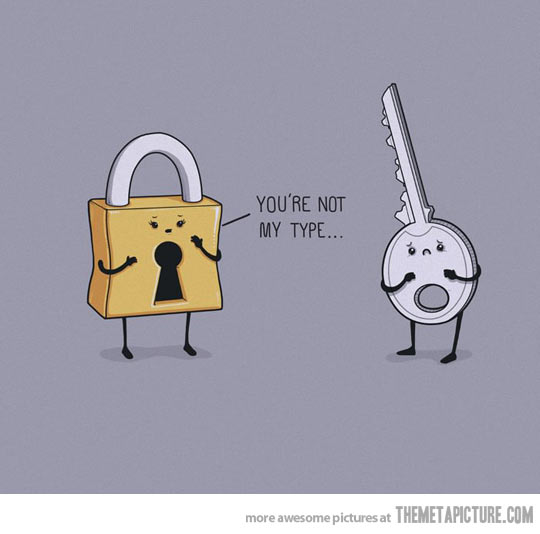 YOU'RE NOT
MY TYPE...
more awesome pictures at THEMETAPICTURE.COM